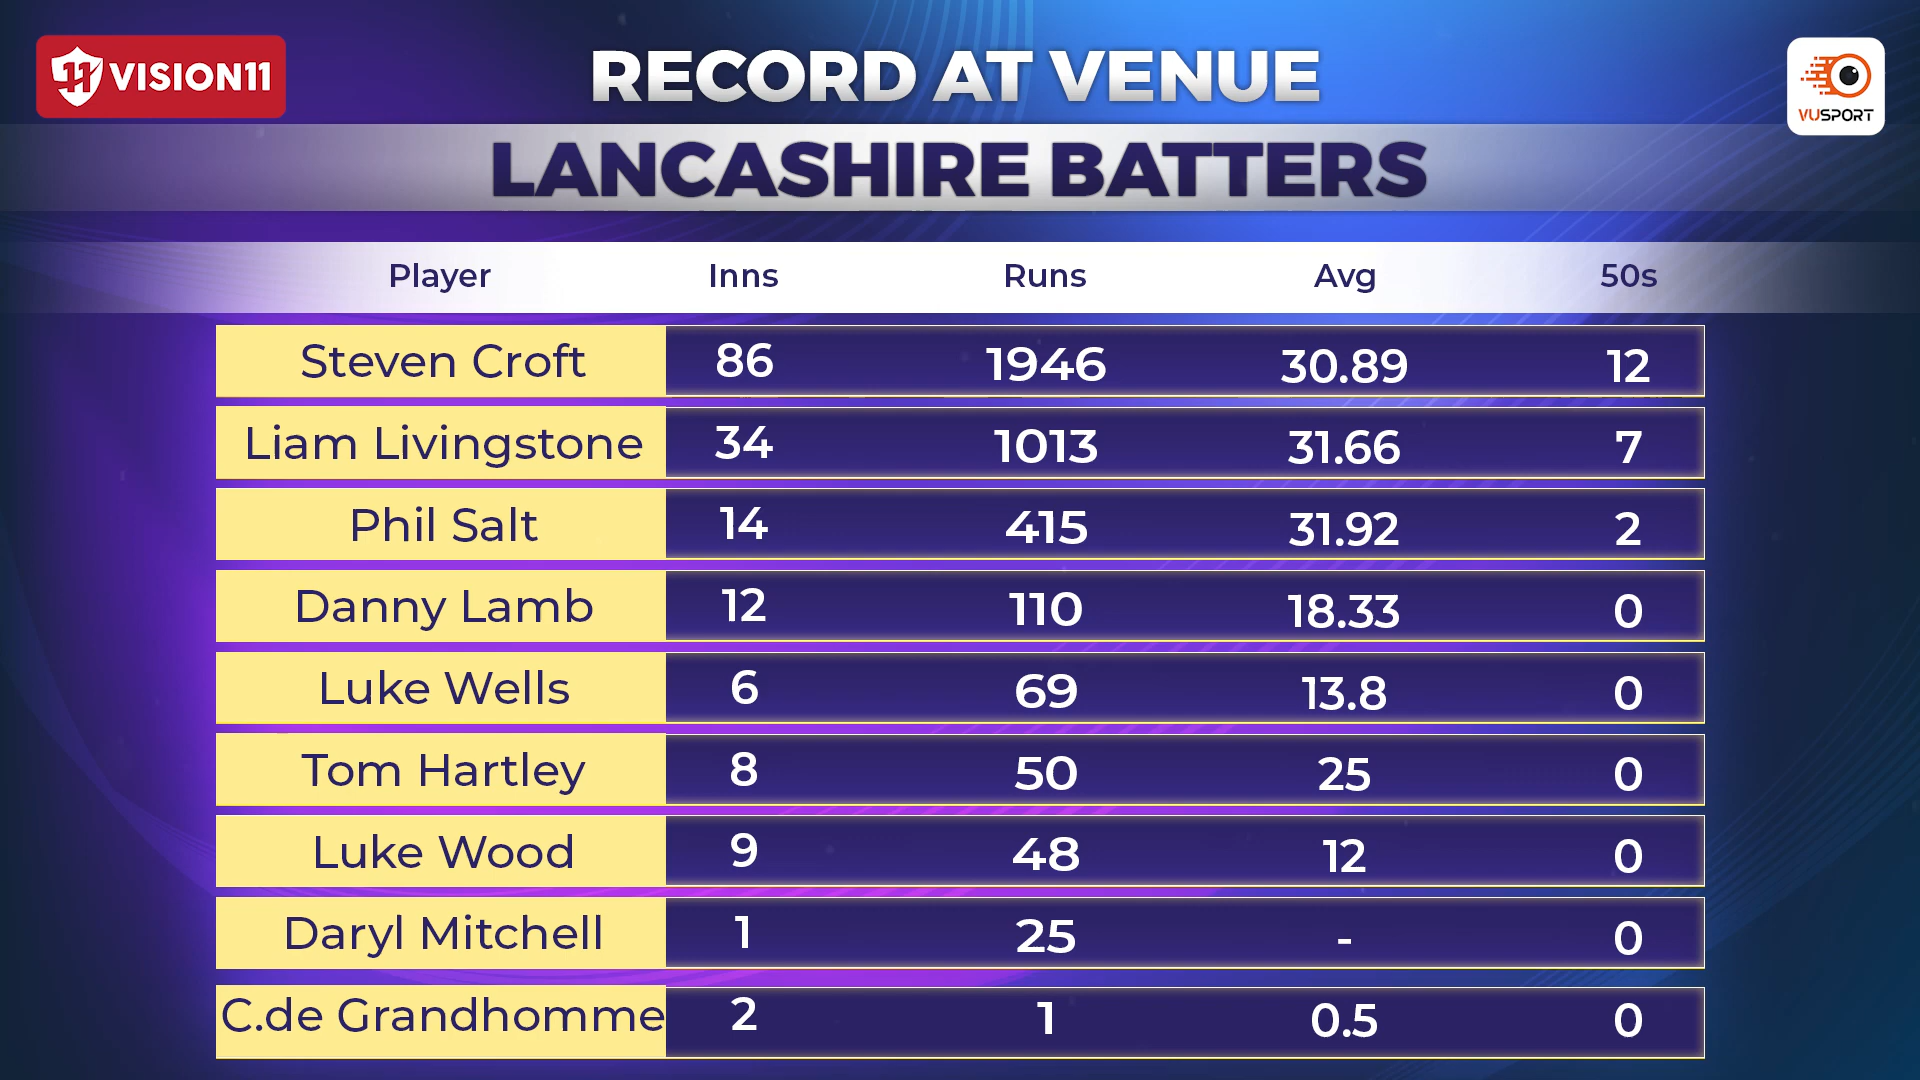 VISION11
RECORD AT VENUE
VUSPORT
LANCASHIRE BATTERS
Player Inns Runs Avg 50s
Steven Croft 86 1946 30.89 12
Liam Livingstone 34 1013 31.66 7
Phil Salt 14 415 31.92 2
Danny Lamb 12 110 18.33 0
Luke Wells 6 69 13.8 0
Tom Hartley 8 50 25 0
Luke Wood 9 48 12 0
Daryl Mitchell 1 25 - 0
C.de Grandhomme 2 1 0.5 0